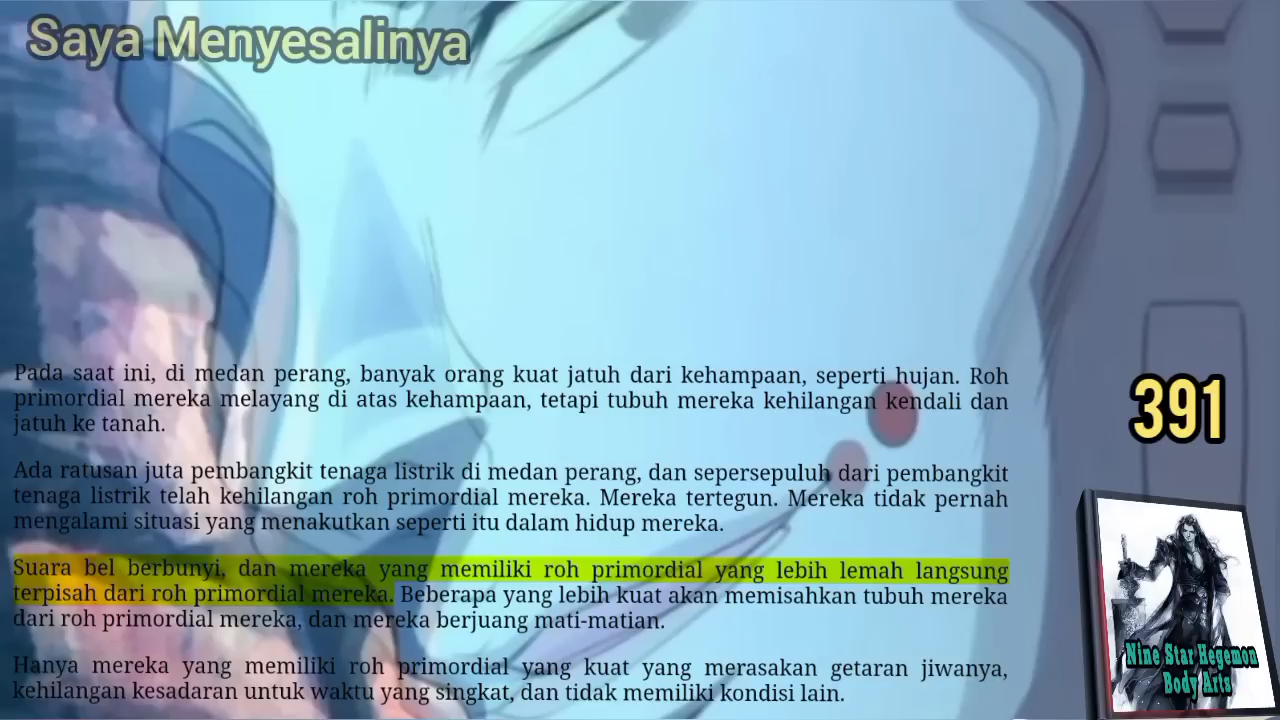 Saya Menyesalinya
Pada saat ini, di medan perang, banyak orang kuat jatuh dari kehampaan, seperti hujan. Roh
primordial mereka melayang di atas kehampaan, tetapi tubuh mereka kehilangan kendali dan
jatuh ke tanah.
Ada ratusan juta pembangkit tenaga listrik di medan perang, dan sepersepuluh dari pembangkit
tenaga listrik telah kehilangan roh primordial mereka. Mereka tertegun. Mereka tidak pernah
mengalami situasi yang menakutkan seperti itu dalam hidup mereka.
Suara bel berbunyi, dan mereka yang memiliki roh primordial yang lebih lemah langsung
terpisah dari roh primordial mereka. Beberapa yang lebih kuat akan memisahkan tubuh mereka
dari roh primordial mereka, dan mereka berjuang mati-matian.
Hanya mereka yang memiliki roh primordial yang kuat yang merasakan getaran jiwanya,
kehilangan kesadaran untuk waktu yang singkat, dan tidak memiliki kondisi lain.
391
Nine Star Hegemon
Body Arts